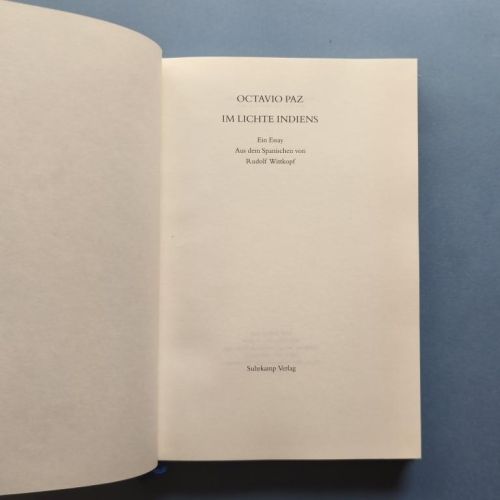 OCTAVIO PAZ
IM LICHTE INDIENS
Ein Essay
Aus dem Spanischen von
Rudolf Wittkopf
Suhrkamp Verlag